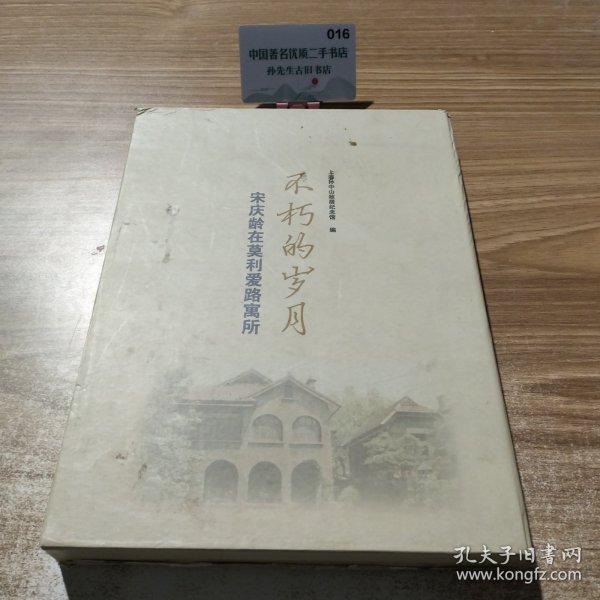 016
中国著名优质二手书店
孙先生古旧书店
上海孙中山故居纪念馆 编
不朽的岁月
宋庆龄在莫利爱路寓所
孔夫子旧书网
www.kongfz.com